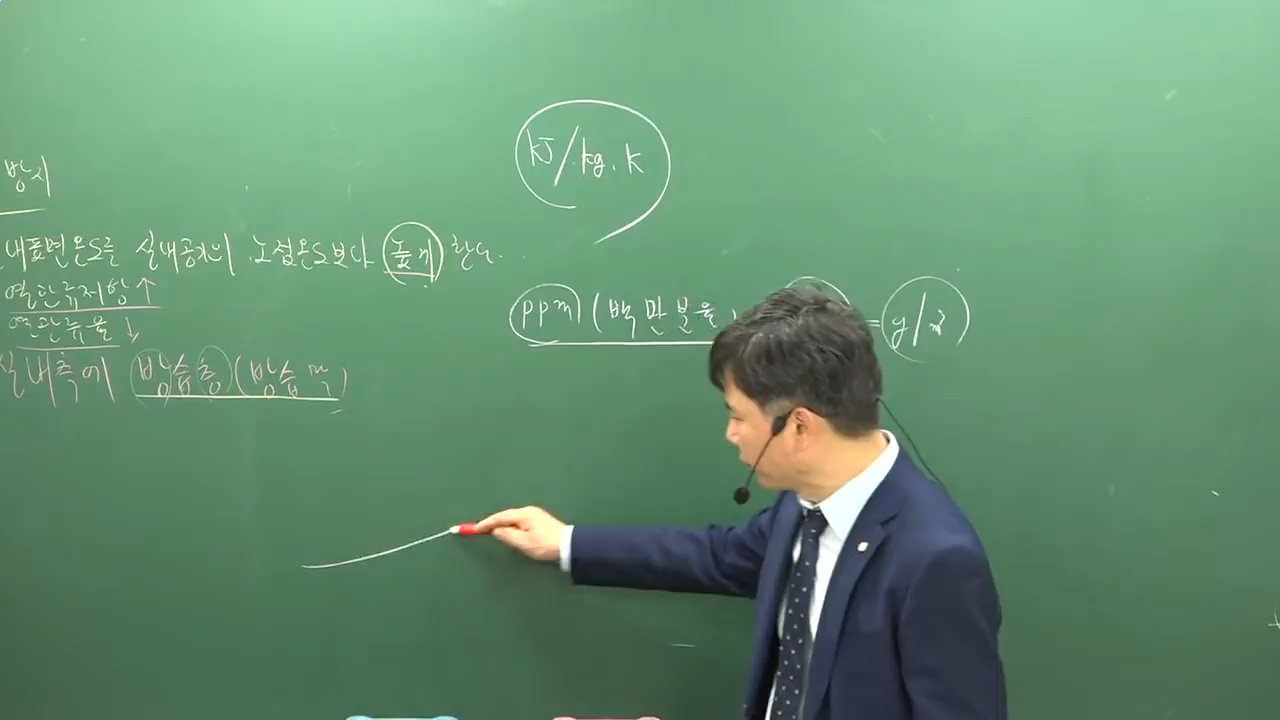 방지
내표면온도를 실내공기의 노점온도보다 높게 한다.
열관류저항↑
열관류율↓
실내측에 방습층(방습막)
kJ/kg.K
ppm(백만분율)
=g/㎥